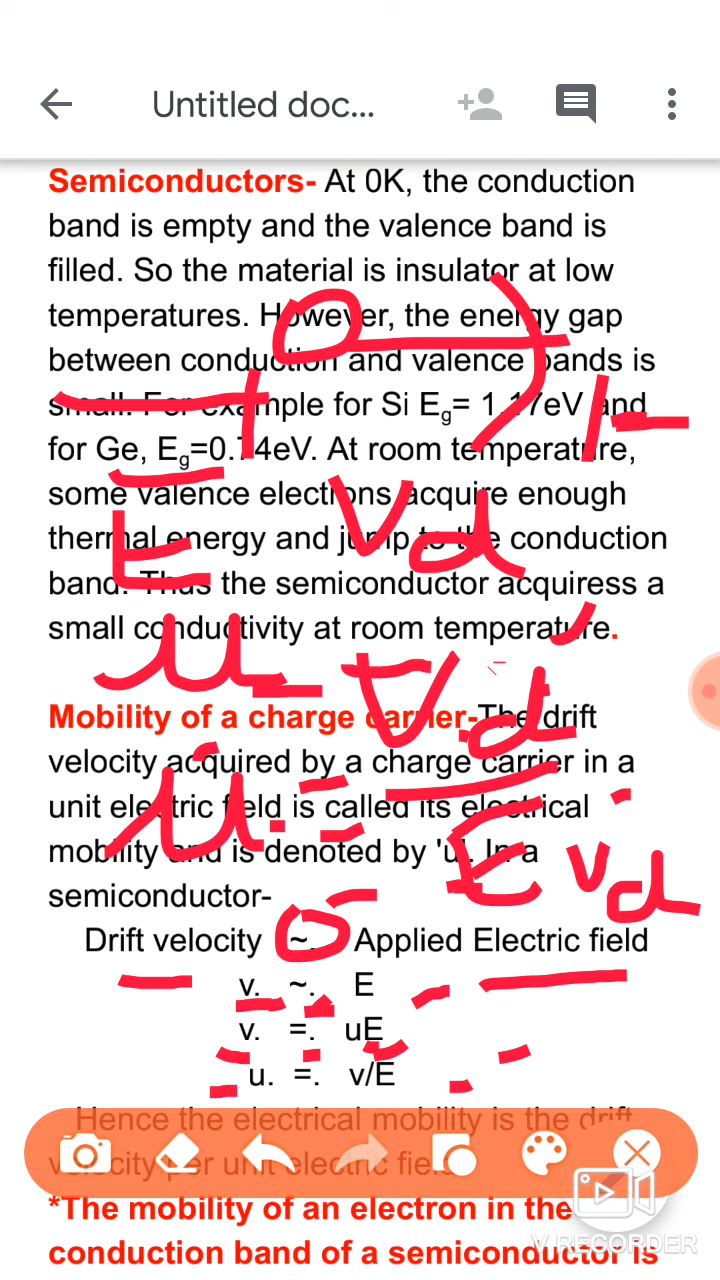 Untitled doc...
Semiconductors- At 0K, the conduction
band is empty and the valence band is
filled. So the material is insulator at low
temperatures. However, the energy gap
between conduction and valence bands is
small. For example for Si Eg= 1.17eV and
for Ge, Eg=0.74eV. At room temperature,
some valence electrons acquire enough
thermal energy and jump to the conduction
band. Thus the semiconductor acquiress a
small conductivity at room temperature.
E
Vd
Mobility of a charge carrier-The drift
velocity acquired by a charge carrier in a
unit electric field is called its electrical
mobility and is denoted by 'u'. In a
semiconductor-
μ = Vd
E
Vd
σ
Drift velocity ~. Applied Electric field
v. ~. E
v. =. uE
u. =. v/E
Hence the electrical mobility is the drift
velocity per unit electric field.
*The mobility of an electron in the
conduction band of a semiconductor is
V RECORDER